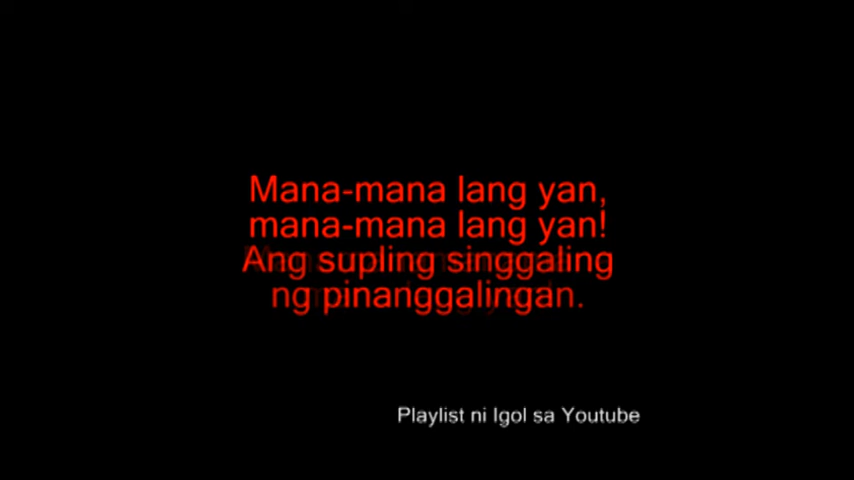 Mana-mana lang yan,
mana-mana lang yan!
Ang supling singgaling
ng pinanggalingan.
Playlist ni Igol sa Youtube